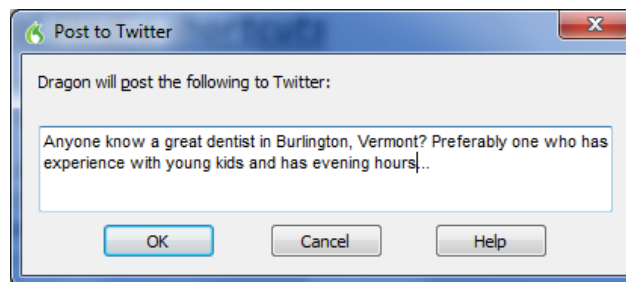 Post to Twitter
Dragon will post the following to Twitter:
Anyone know a great dentist in Burlington, Vermont? Preferably one who has
experience with young kids and has evening hours...
OK Cancel Help